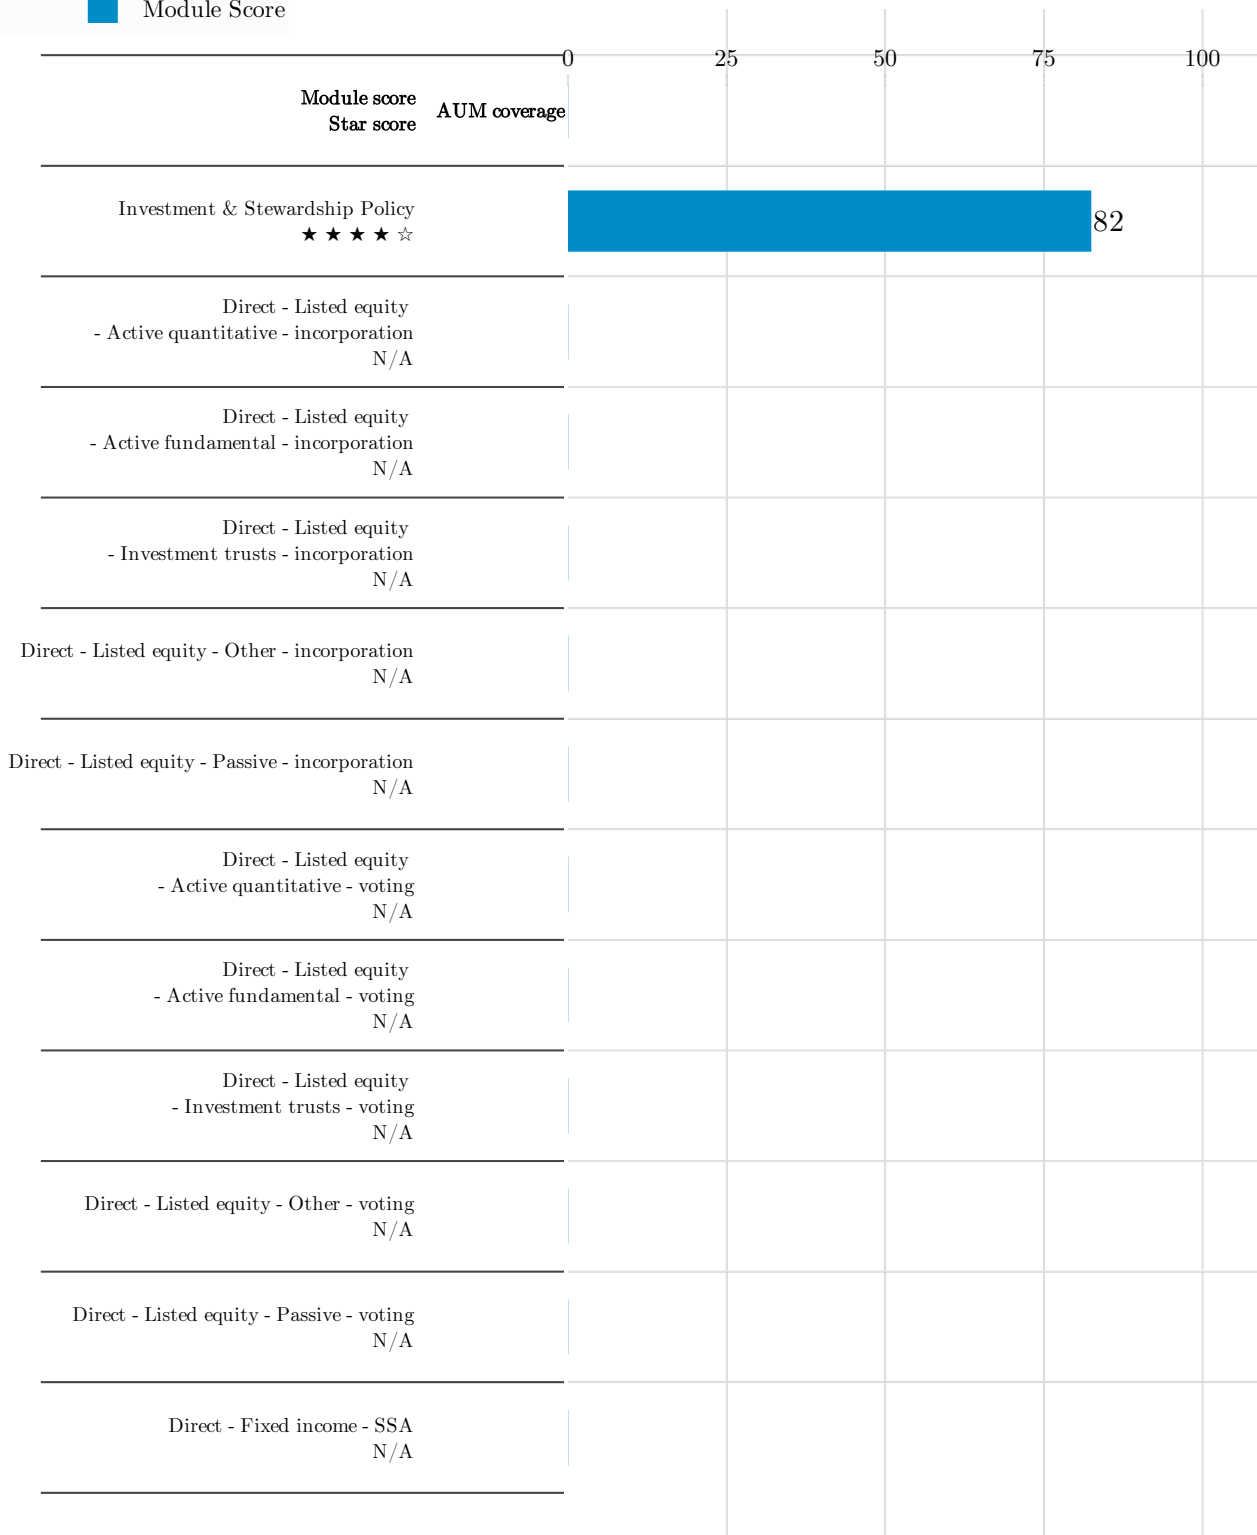 Module Score
0 25 50 75 100
Module score
Star score
AUM coverage
Investment & Stewardship Policy
★ ★ ★ ★ ☆
82
Direct - Listed equity
- Active quantitative - incorporation
N/A
Direct - Listed equity
- Active fundamental - incorporation
N/A
Direct - Listed equity
- Investment trusts - incorporation
N/A
Direct - Listed equity - Other - incorporation
N/A
Direct - Listed equity - Passive - incorporation
N/A
Direct - Listed equity
- Active quantitative - voting
N/A
Direct - Listed equity
- Active fundamental - voting
N/A
Direct - Listed equity
- Investment trusts - voting
N/A
Direct - Listed equity - Other - voting
N/A
Direct - Listed equity - Passive - voting
N/A
Direct - Fixed income - SSA
N/A